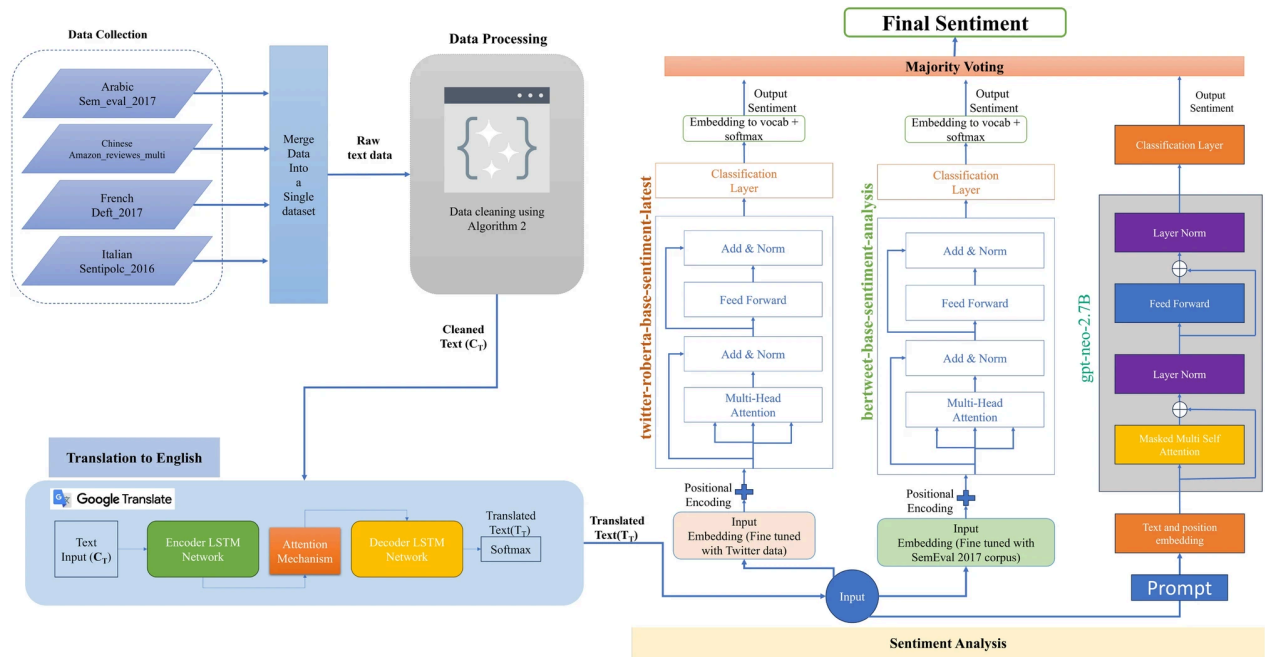 Data Collection
Arabic
Sem_eval_2017
Chinese
Amazon_reviewes_multi
French
Deft_2017
Italian
Sentipolc_2016
Merge
Data
Into
a
Single
dataset
Raw
text data
Data Processing
Data cleaning using
Algorithm 2
Cleaned
Text (C_T)
Translation to English
Google Translate
Text
Input (C_T)
Encoder LSTM
Network
Attention
Mechanism
Decoder LSTM
Network
Translated
Text(T_T)
Softmax
Translated
Text(T_T)
Final Sentiment
Majority Voting
Output
Sentiment
Embedding to vocab +
softmax
Classification
Layer
twitter-roberta-base-sentiment-latest
Add & Norm
Feed Forward
Add & Norm
Multi-Head
Attention
Positional
Encoding
Input
Embedding (Fine tuned
with Twitter data)
Output
Sentiment
Embedding to vocab +
softmax
Classification
Layer
bertweet-base-sentiment-analysis
Add & Norm
Feed Forward
Add & Norm
Multi-Head
Attention
Positional
Encoding
Input
Embedding (Fine tuned with
SemEval 2017 corpus)
Output
Sentiment
Classification Layer
gpt-neo-2.7B
Layer Norm
Feed Forward
Layer Norm
Masked Multi Self
Attention
Text and position
embedding
Prompt
Input
Sentiment Analysis